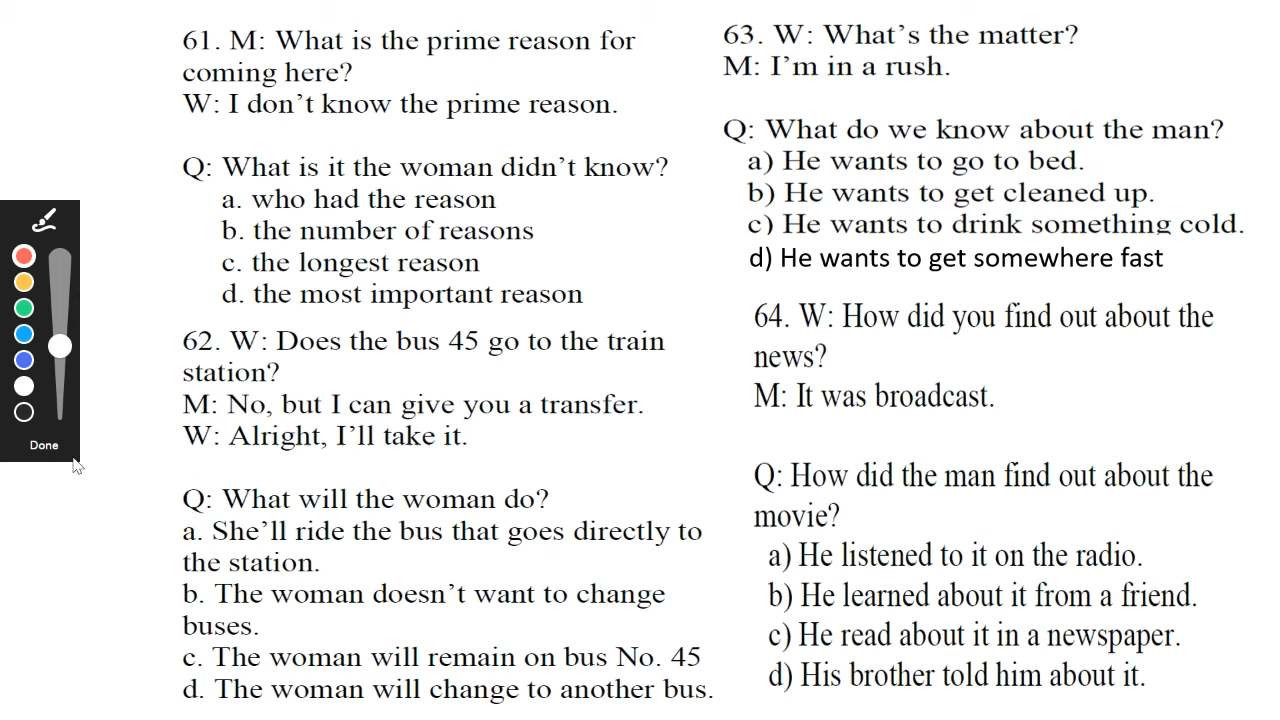 61. M: What is the prime reason for
coming here?
W: I don't know the prime reason.
Q: What is it the woman didn't know?
a. who had the reason
b. the number of reasons
c. the longest reason
d. the most important reason
62. W: Does the bus 45 go to the train
station?
M: No, but I can give you a transfer.
W: Alright, I'll take it.
Q: What will the woman do?
a. She'll ride the bus that goes directly to
the station.
b. The woman doesn't want to change
buses.
c. The woman will remain on bus No. 45
d. The woman will change to another bus.
63. W: What's the matter?
M: I'm in a rush.
Q: What do we know about the man?
a) He wants to go to bed.
b) He wants to get cleaned up.
c) He wants to drink something cold.
d) He wants to get somewhere fast
64. W: How did you find out about the
news?
M: It was broadcast.
Q: How did the man find out about the
movie?
a) He listened to it on the radio.
b) He learned about it from a friend.
c) He read about it in a newspaper.
d) His brother told him about it.
Done